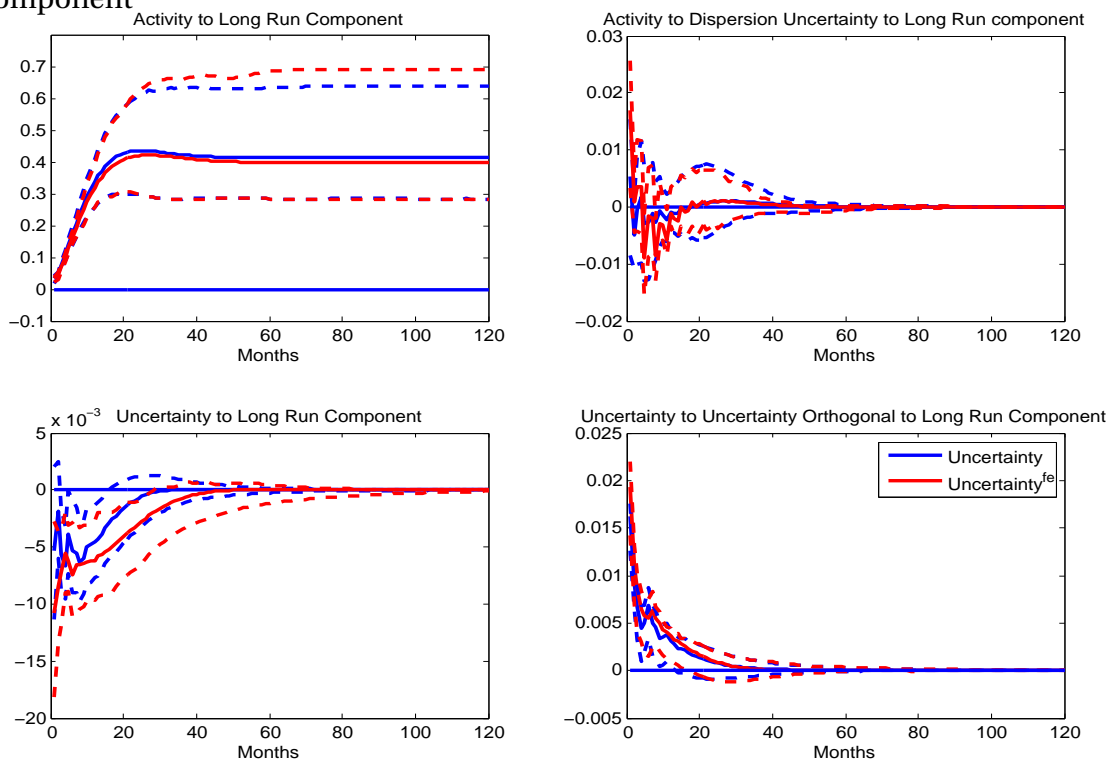 omponent
Activity to Long Run Component
0.7
0.6
0.5
0.4
0.3
0.2
0.1
0
−0.1
0 20 40 60 80 100 120
Months
Activity to Dispersion Uncertainty to Long Run component
0.03
0.02
0.01
0
−0.01
−0.02
0 20 40 60 80 100 120
Months
x 10⁻³ Uncertainty to Long Run Component
5
0
−5
−10
−15
−20
0 20 40 60 80 100 120
Months
Uncertainty to Uncertainty Orthogonal to Long Run Component
0.025
0.02
0.015
0.01
0.005
0
−0.005
Uncertainty
Uncertainty^fe
0 20 40 60 80 100 120
Months